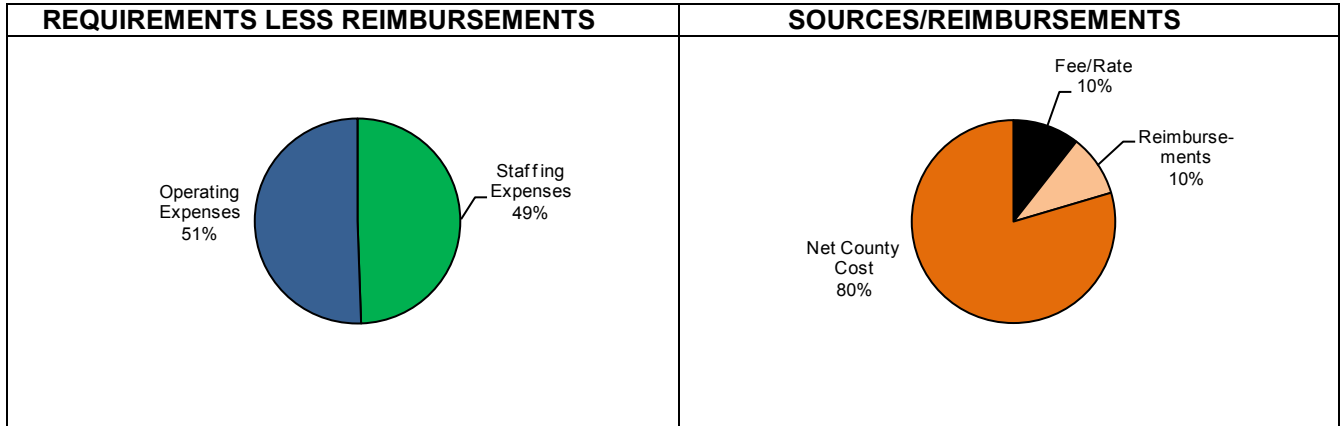 REQUIREMENTS LESS REIMBURSEMENTS
SOURCES/REIMBURSEMENTS
Operating
Expenses
51%
Staffing
Expenses
49%
Fee/Rate
10%
Reimburse-
ments
10%
Net County
Cost
80%